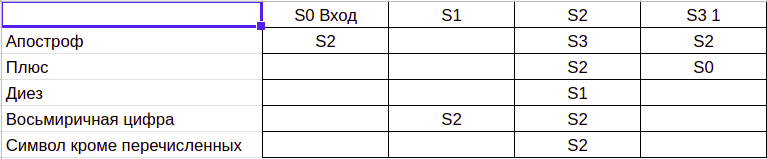 S0 Вход S1 S2 S3 1
Апостроф S2 S3 S2
Плюс S2 S0
Диез S1
Восьмиричная цифра S2 S2
Символ кроме перечисленных S2